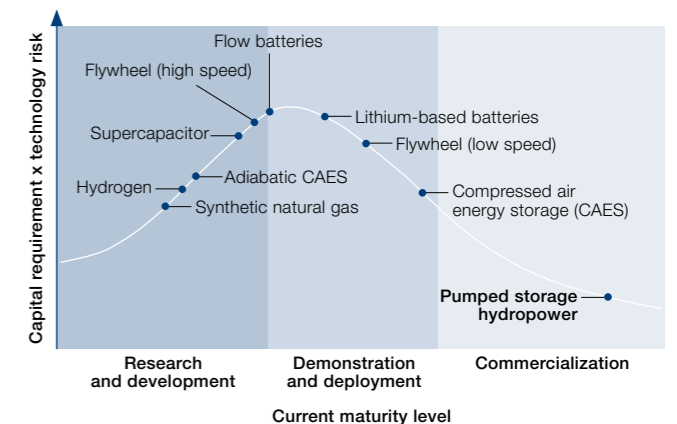 Capital requirement x technology risk
Flow batteries
Flywheel (high speed)
Lithium-based batteries
Supercapacitor
Flywheel (low speed)
Adiabatic CAES
Hydrogen
Compressed air
energy storage (CAES)
Synthetic natural gas
Pumped storage
hydropower
Research
and development
Demonstration
and deployment
Commercialization
Current maturity level